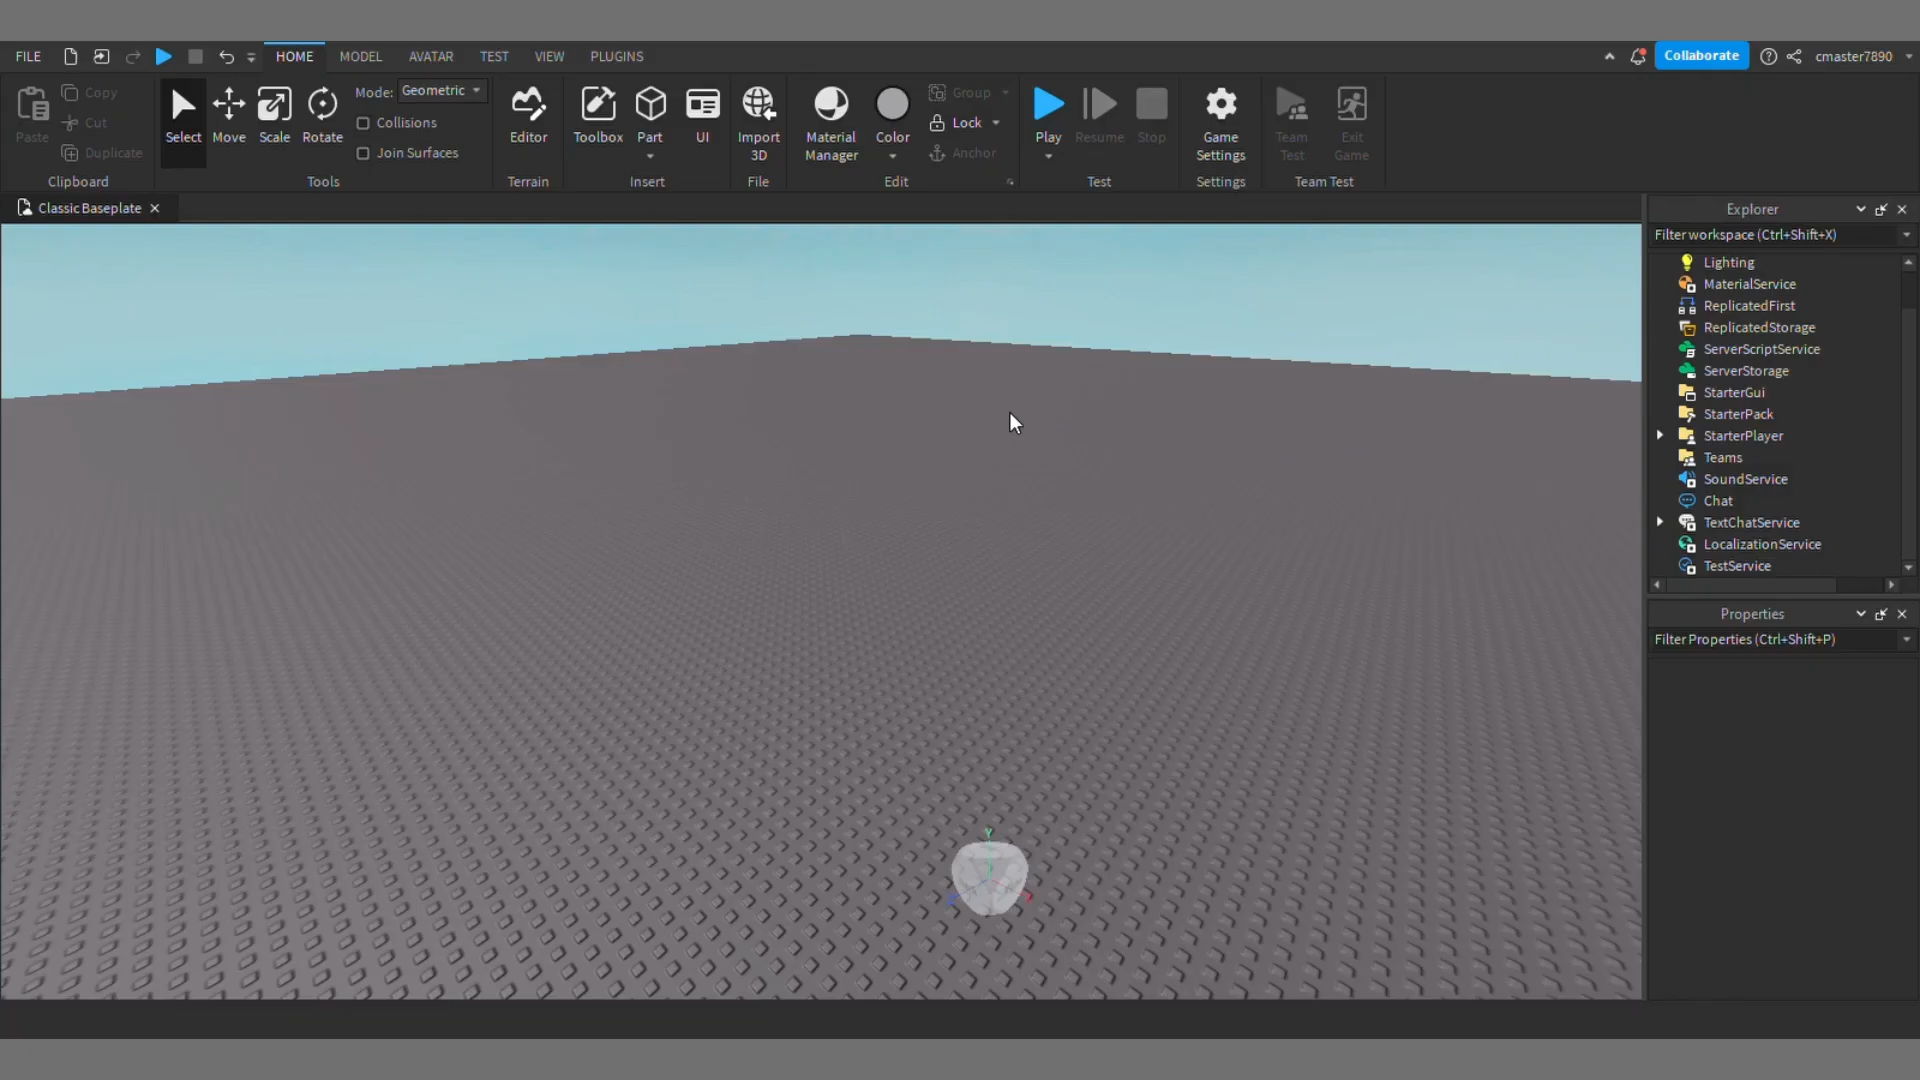 FILE HOME MODEL AVATAR TEST VIEW PLUGINS Collaborate cmaster7890
Paste
Copy
Cut
Duplicate
Clipboard
Select Move Scale Rotate
Mode: Geometric
Collisions
Join Surfaces
Tools
Editor
Terrain
Toolbox Part UI
Insert
Import
3D
File
Material
Manager
Color
Group
Lock
Anchor
Edit
Play Resume Stop
Test
Game
Settings
Settings
Team
Test
Exit
Game
Team Test
Classic Baseplate
Explorer
Filter workspace (Ctrl+Shift+X)
Lighting
MaterialService
ReplicatedFirst
ReplicatedStorage
ServerScriptService
ServerStorage
StarterGui
StarterPack
StarterPlayer
Teams
SoundService
Chat
TextChatService
LocalizationService
TestService
Properties
Filter Properties (Ctrl+Shift+P)
Y